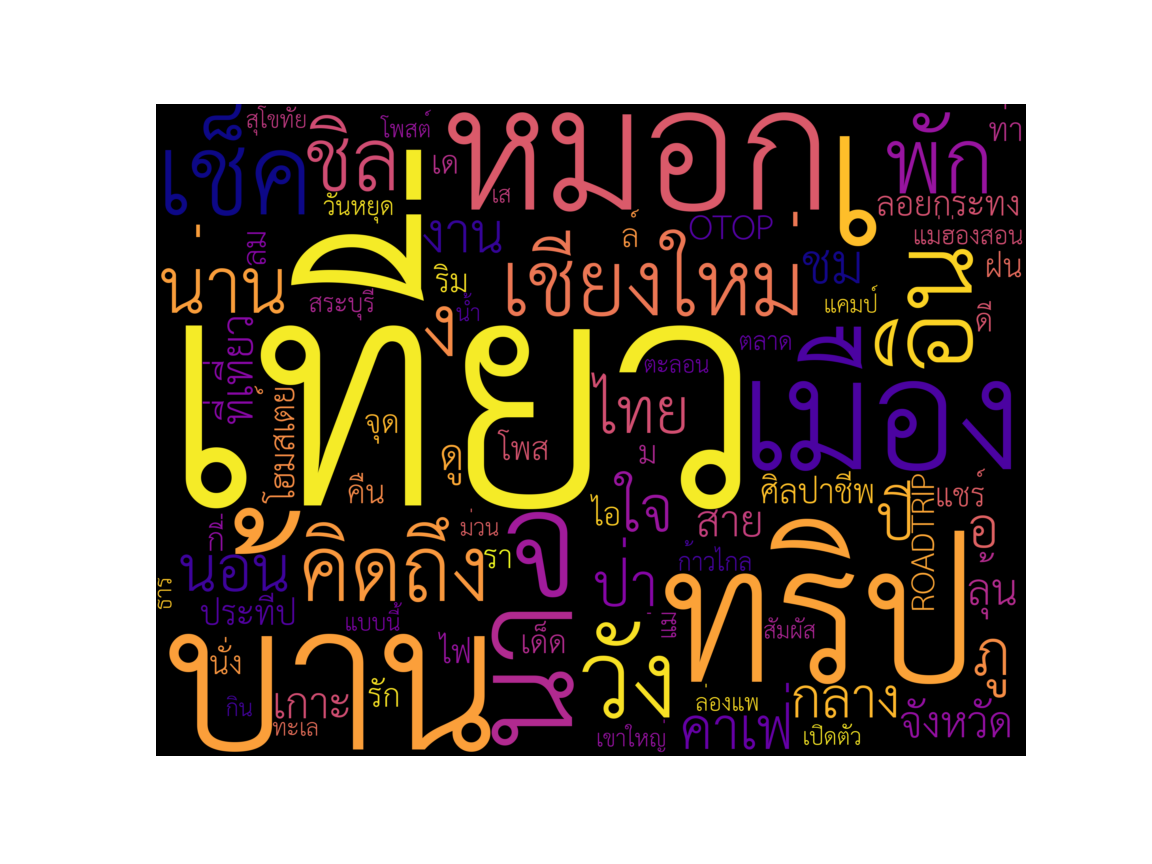 สุโขทัย
เช็ค
ชิล
โพสต์
หมอก
เ
พัก
ท่า
เด
เส
วันหยุด
ลอยกระทง
น่าน
ลม
งาน
ล์
OTOP
แม่ฮ่องสอน
เที่ยว
สระบุรี
ริม
น้ำ
ง
เชียงใหม่
ชม
แคมป์
อิน
ฝน
ดี
ที่เที่ยว
ตลาด
ตะลอน
เมือง
โฮมสเตย์
จุด
ดู
โพส
ไทย
ม
คืน
ไอ
ใจ
สาย
ศิลปาชีพ
ปี
ROADTRIP
แชร์
อ
กี่
นอน
คิดถึง
ม่วน
รา
จ
ป่า
ก้าวไกล
ทริป
ลุ้น
ธาร
ประทีป
แบบนี้
บ้าน
นั่ง
ไฟ
เด็ด
แม่
สัมผัส
วัง
ภู
กิน
เกาะ
ทะเล
รัก
เขาใหญ่
ล่องแพ
คาเฟ่
กลาง
เปิดตัว
จังหวัด